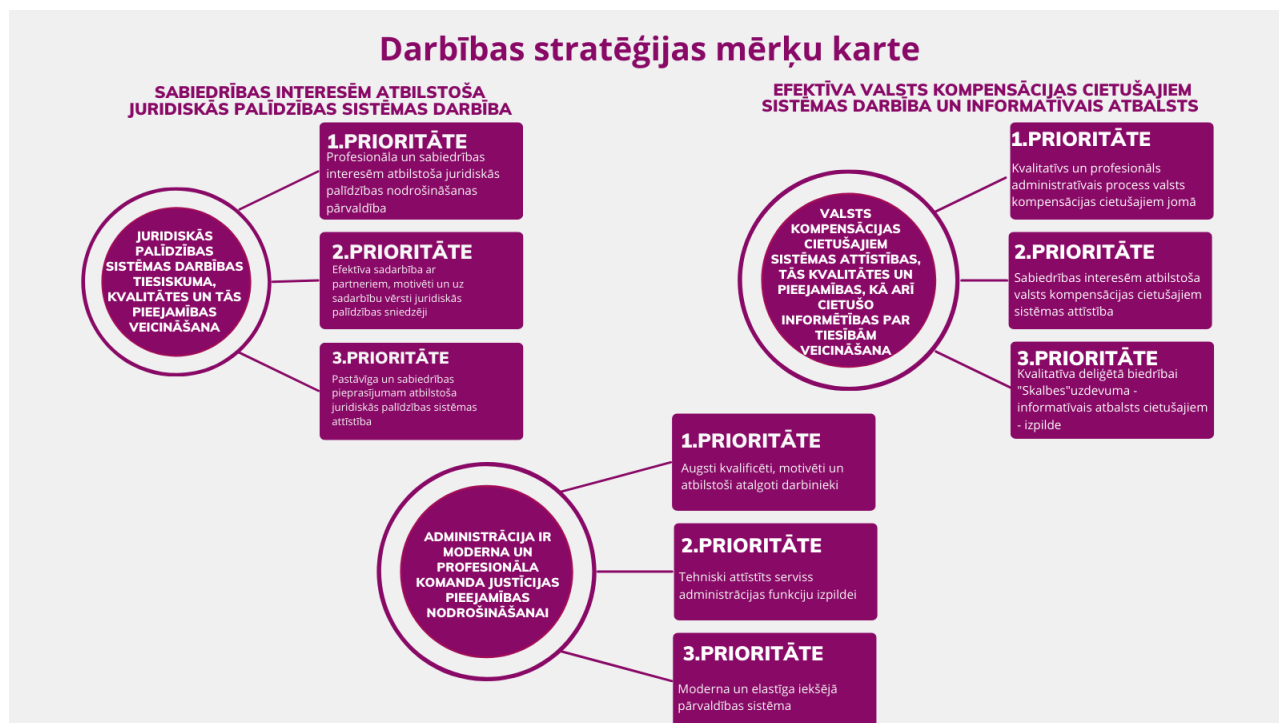 Darbības stratēģijas mērķu karte
SABIEDRĪBAS INTERESĒM ATBILSTOŠA
JURIDISKĀS PALĪDZĪBAS SISTĒMAS DARBĪBA
JURIDISKĀS
PALĪDZĪBAS
SISTĒMAS DARBĪBAS
TIESISKUMA,
KVALITĀTES UN TĀS
PIEEJAMĪBAS
VEICINĀŠANA
1.PRIORITĀTE
Profesionāla un sabiedrības
interesēm atbilstoša juridiskās
palīdzības nodrošināšanas
pārvaldība
2.PRIORITĀTE
Efektīva sadarbība ar
partneriem, motivēti un uz
sadarbību vērsti juridiskās
palīdzības sniedzēji
3.PRIORITĀTE
Pastāvīga un sabiedrības
pieprasījumam atbilstoša
juridiskās palīdzības sistēmas
attīstība
EFEKTĪVA VALSTS KOMPENSĀCIJAS CIETUŠAJIEM
SISTĒMAS DARBĪBA UN INFORMATĪVAIS ATBALSTS
VALSTS
KOMPENSĀCIJAS
CIETUŠAJIEM
SISTĒMAS ATTĪSTĪBAS,
TĀS KVALITĀTES UN
PIEEJAMĪBAS, KĀ ARĪ
CIETUŠO
INFORMĒTĪBAS PAR
TIESĪBĀM
VEICINĀŠANA
1.PRIORITĀTE
Kvalitatīvs un profesionāls
administratīvais process valsts
kompensācijas cietušajiem jomā
2.PRIORITĀTE
Sabiedrības interesēm atbilstoša
valsts kompensācijas cietušajiem
sistēmas attīstība
3.PRIORITĀTE
Kvalitatīva deliģētā biedrībai
"Skalbes"uzdevuma -
informatīvais atbalsts cietušajiem
- izpilde
ADMINISTRĀCIJA IR
MODERNA UN
PROFESIONĀLA
KOMANDA JUSTĪCIJAS
PIEEJAMĪBAS
NODROŠINĀŠANAI
1.PRIORITĀTE
Augsti kvalificēti, motivēti un
atbilstoši atalgoti darbinieki
2.PRIORITĀTE
Tehniski attīstīts serviss
administrācijas funkciju izpildei
3.PRIORITĀTE
Moderna un elastīga iekšējā
pārvaldības sistēma